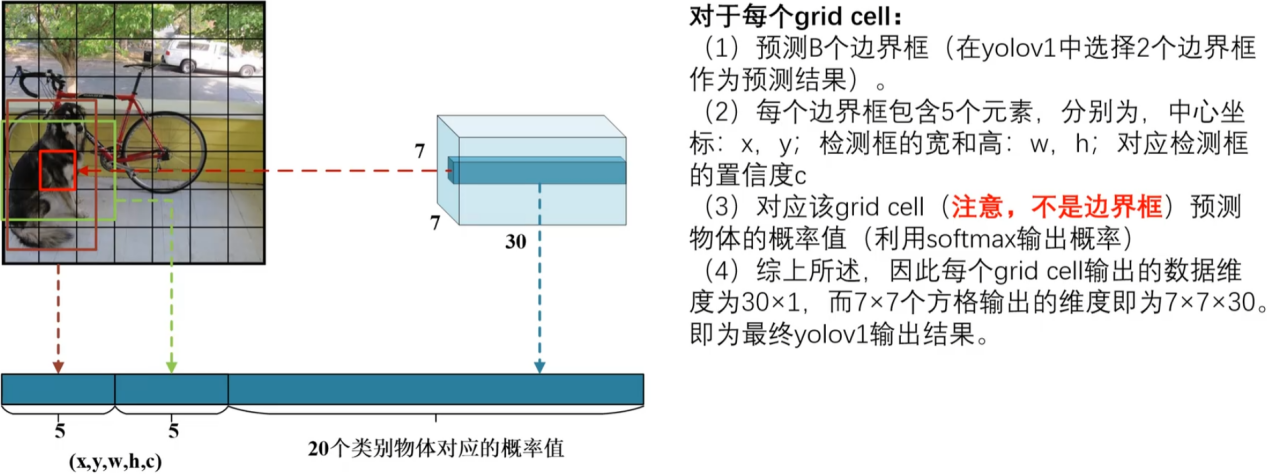 对于每个grid cell：
（1）预测B个边界框（在yolov1中选择2个边界框
作为预测结果）。
（2）每个边界框包含5个元素，分别为，中心坐
标：x，y；检测框的宽和高：w，h；对应检测框
的置信度c
（3）对应该grid cell（注意，不是边界框）预测
物体的概率值（利用softmax输出概率）
（4）综上所述，因此每个grid cell输出的数据维
度为30×1，而7×7个方格输出的维度即为7×7×30。
即为最终yolov1输出结果。
7
7
30
5
5
(x,y,w,h,c)
20个类别物体对应的概率值